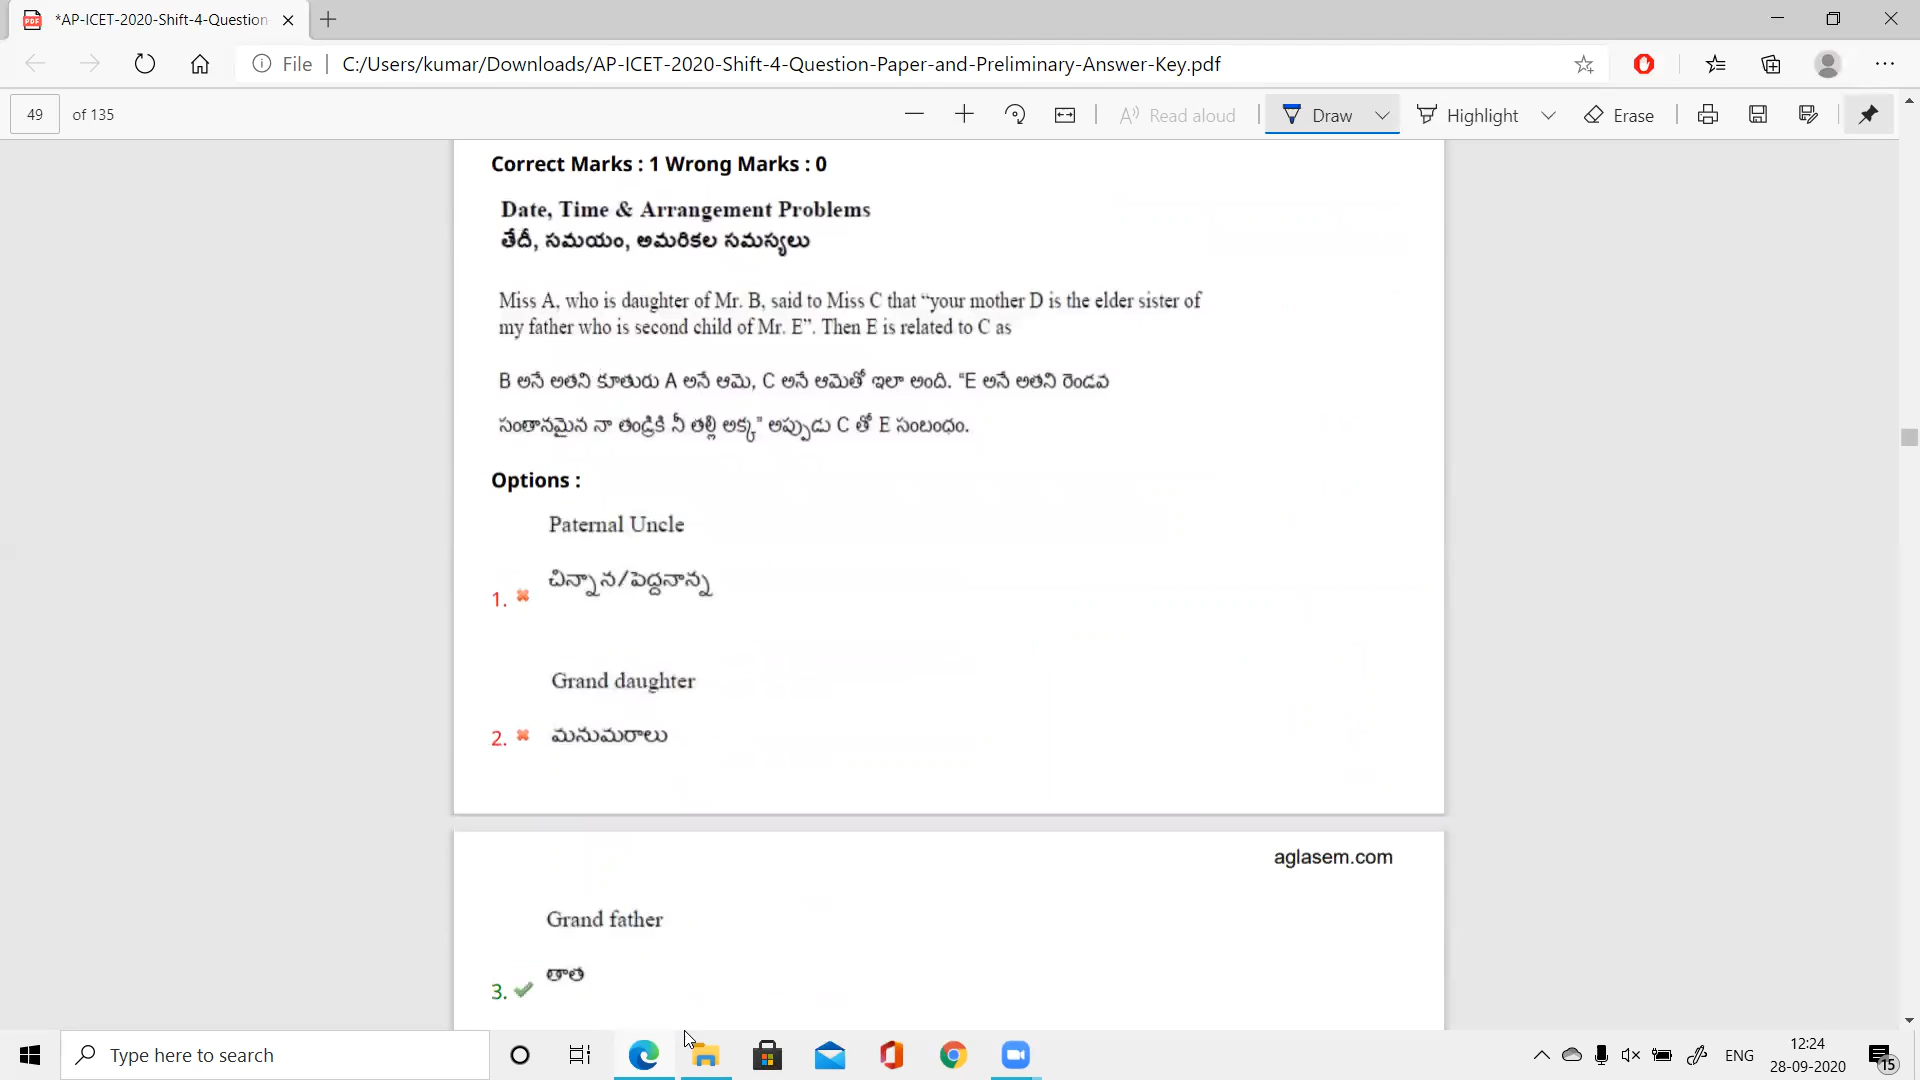 *AP-ICET-2020-Shift-4-Question
File
C:/Users/kumar/Downloads/AP-ICET-2020-Shift-4-Question-Paper-and-Preliminary-Answer-Key.pdf
49 of 135
Read aloud
Draw
Highlight
Erase
Correct Marks : 1 Wrong Marks : 0
Date, Time & Arrangement Problems
తేదీ, సమయం, అమరికల సమస్యలు
Miss A, who is daughter of Mr. B, said to Miss C that “your mother D is the elder sister of
my father who is second child of Mr. E”. Then E is related to C as
B అనే అతని కూతురు A అనే ఆమె, C అనే ఆమెతో ఇలా అంది. “E అనే అతని రెండవ
సంతానమైన నా తండ్రికి నీ తల్లి అక్క” అప్పుడు C తో E సంబంధం.
Options :
Paternal Uncle
చిన్నాన/పెద్దనాన్న
1.
Grand daughter
2. మనుమరాలు
aglasem.com
Grand father
తాత
3.
Type here to search
ENG
12:24
28-09-2020
15